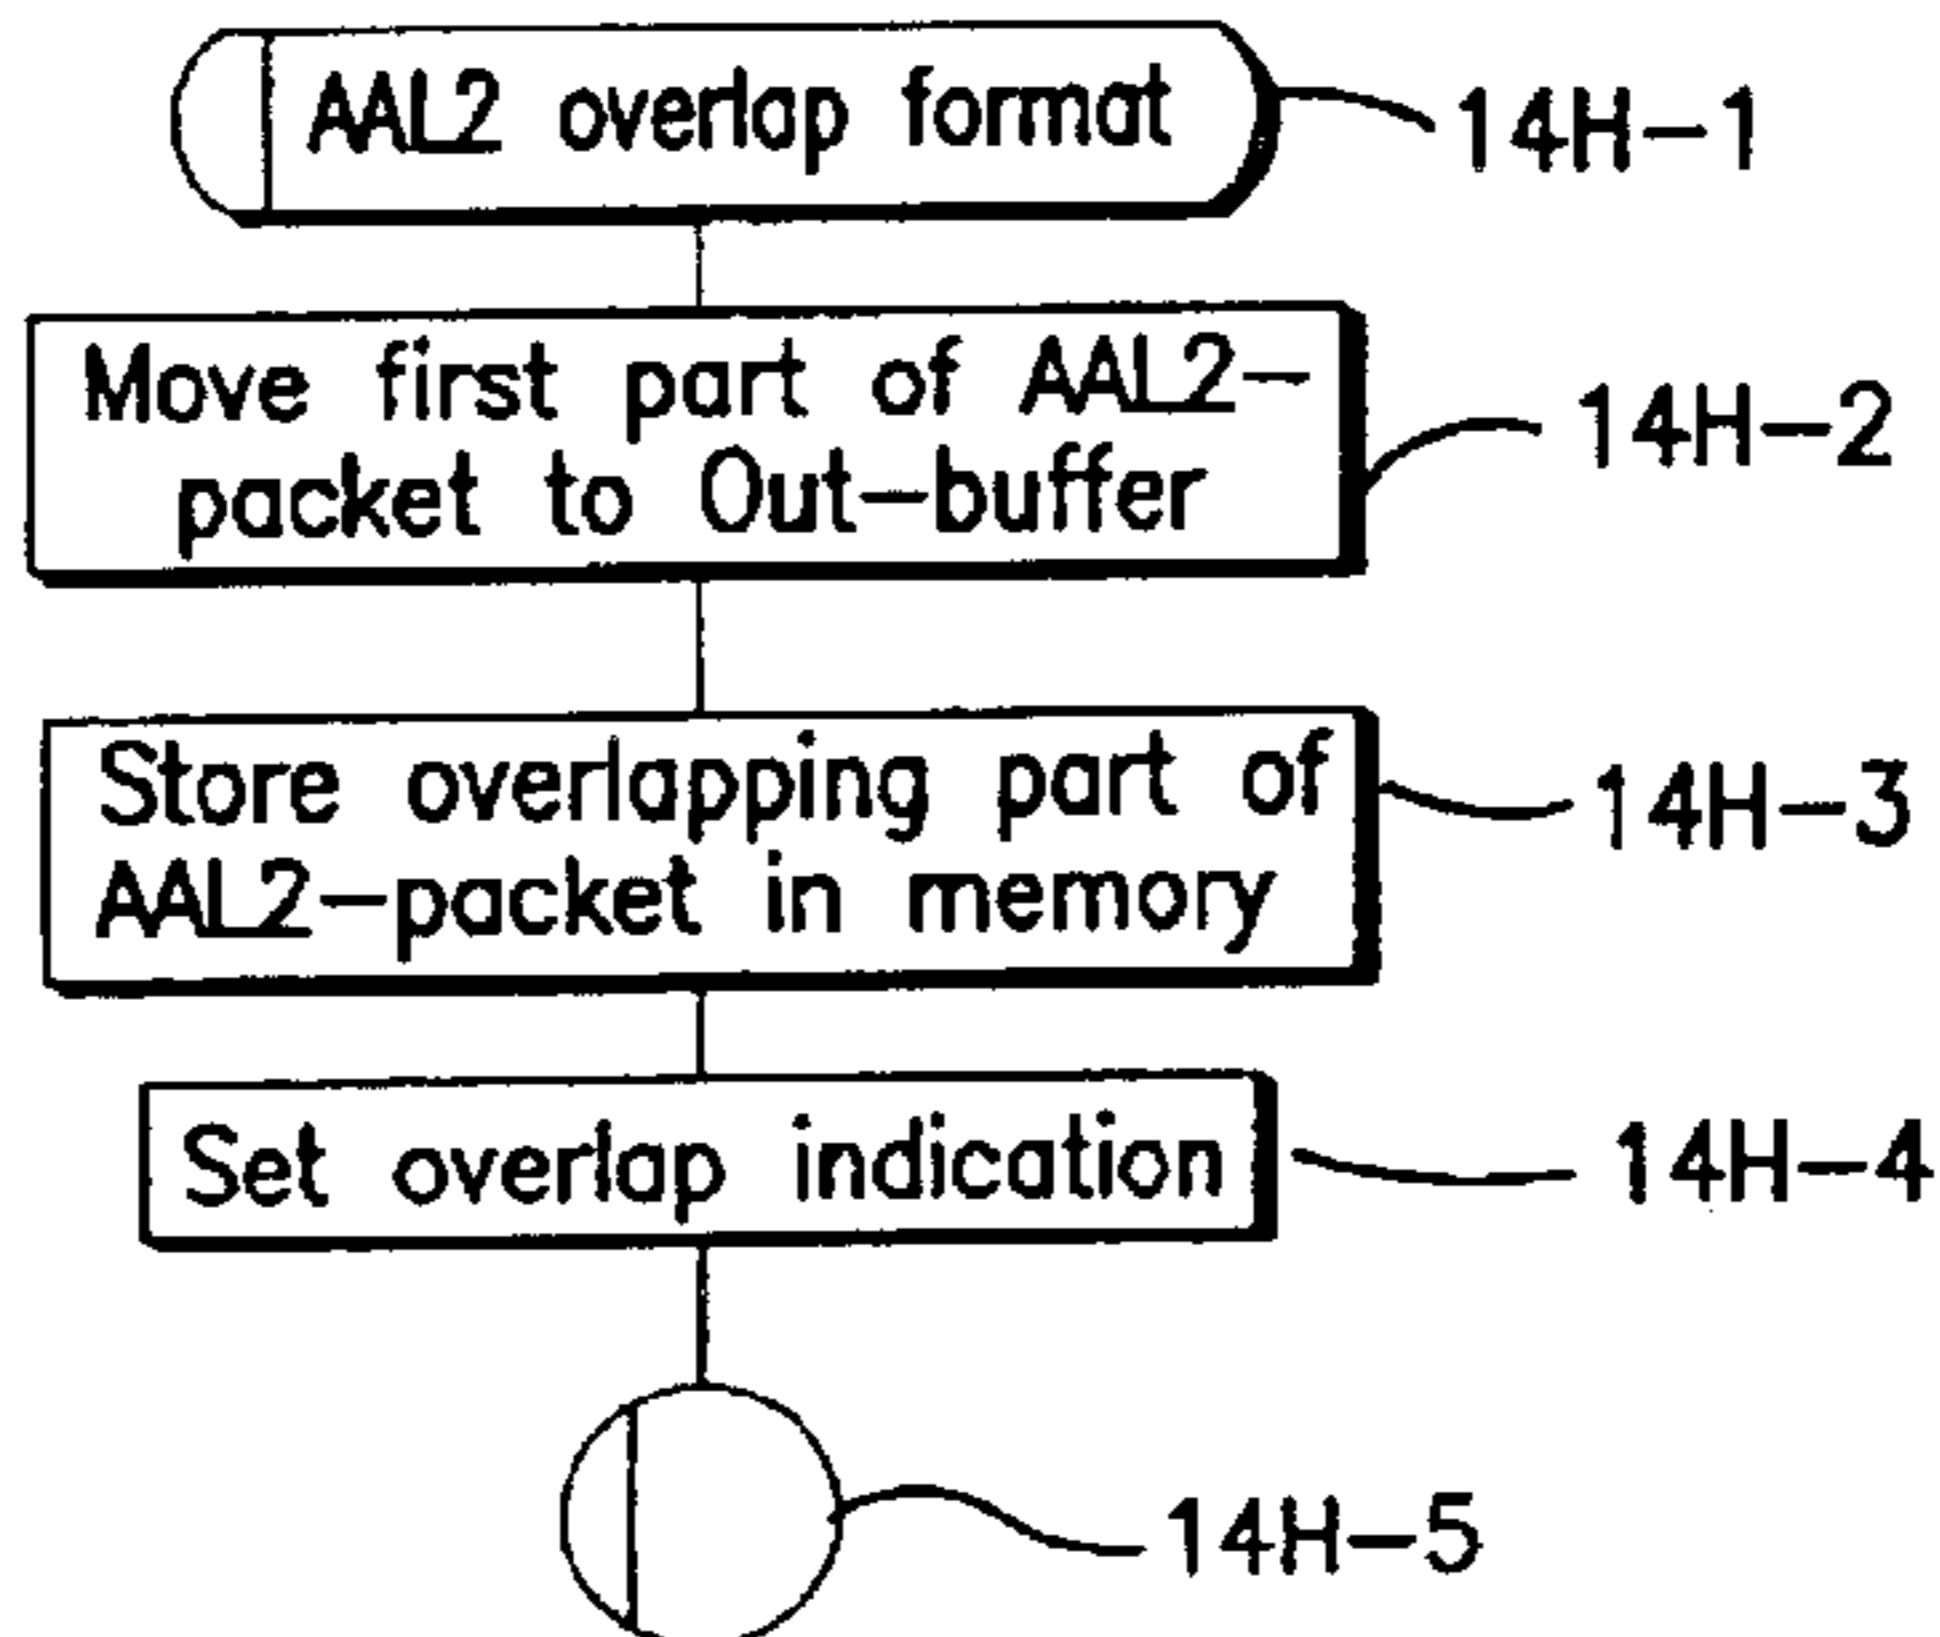 AAL2 overlap format
14H-1
Move first part of AAL2-
packet to Out-buffer
14H-2
Store overlapping part of
AAL2-packet in memory
14H-3
Set overlap indication
14H-4
14H-5